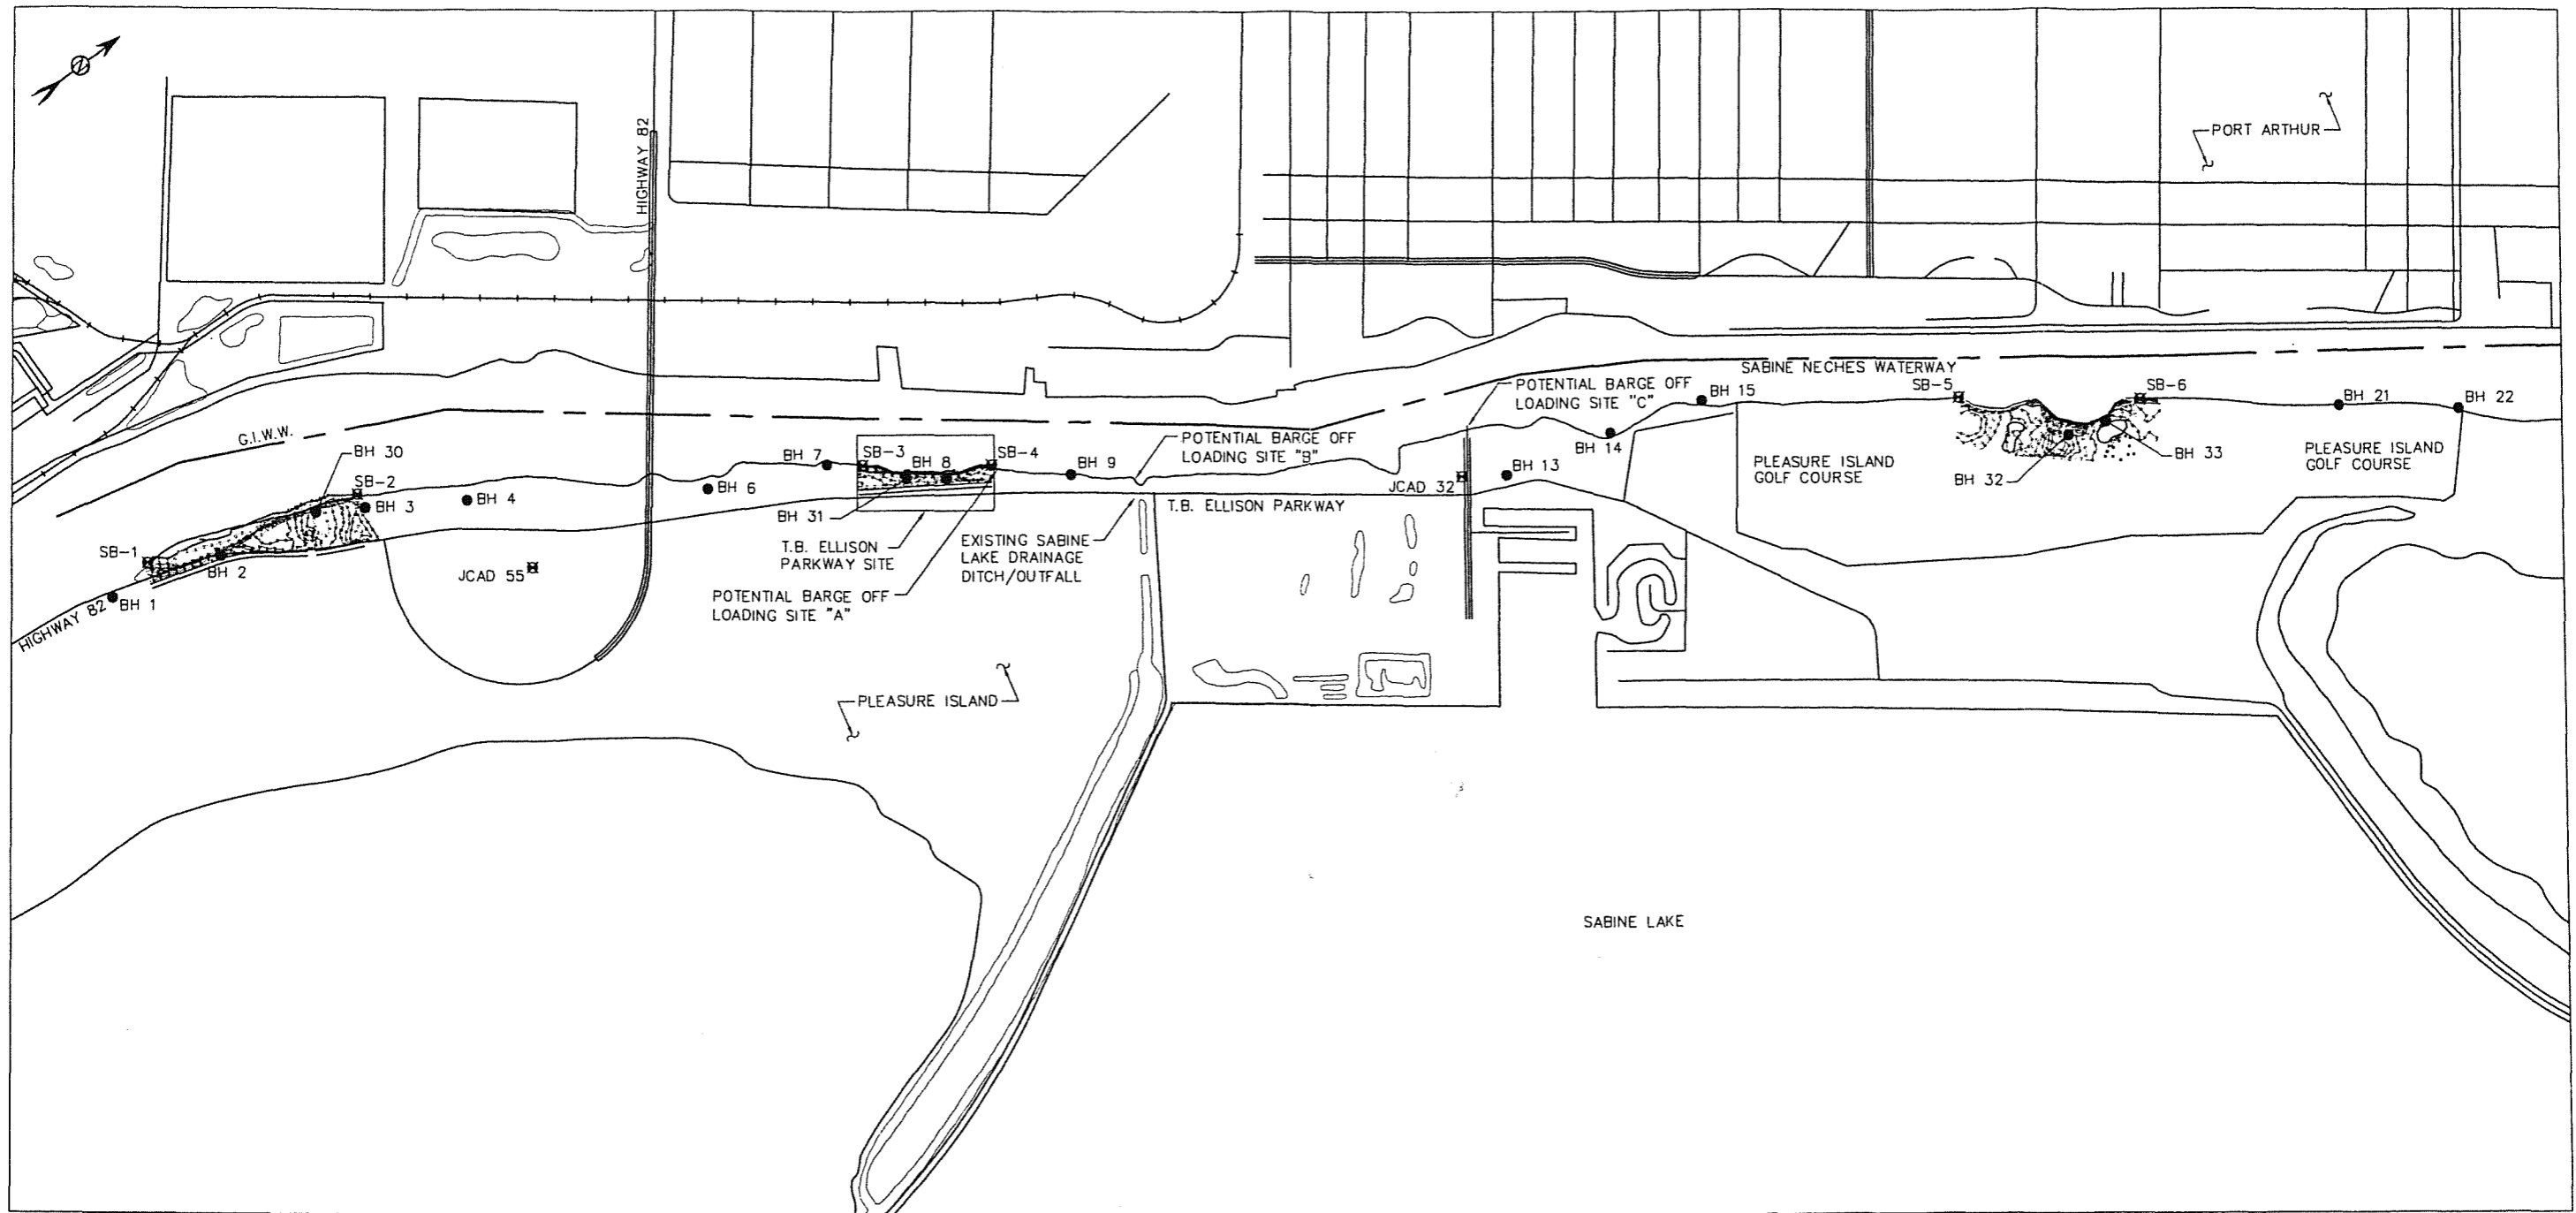 N
HIGHWAY 82
PORT ARTHUR
G.I.W.W.
SABINE NECHES WATERWAY
POTENTIAL BARGE OFF
LOADING SITE "C"
BH 15
SB-5
SB-6
BH 21
BH 22
BH 14
BH 13
JCAD 32
PLEASURE ISLAND
GOLF COURSE
BH 32
BH 33
PLEASURE ISLAND
GOLF COURSE
BH 30
SB-2
BH 3
BH 4
BH 6
BH 7
SB-3
BH 8
SB-4
BH 9
POTENTIAL BARGE OFF
LOADING SITE "B"
BH 31
T.B. ELLISON PARKWAY
SB-1
BH 2
BH 1
HIGHWAY 82
JCAD 55
T.B. ELLISON
PARKWAY SITE
EXISTING SABINE
LAKE DRAINAGE
DITCH/OUTFALL
POTENTIAL BARGE OFF
LOADING SITE "A"
PLEASURE ISLAND
SABINE LAKE